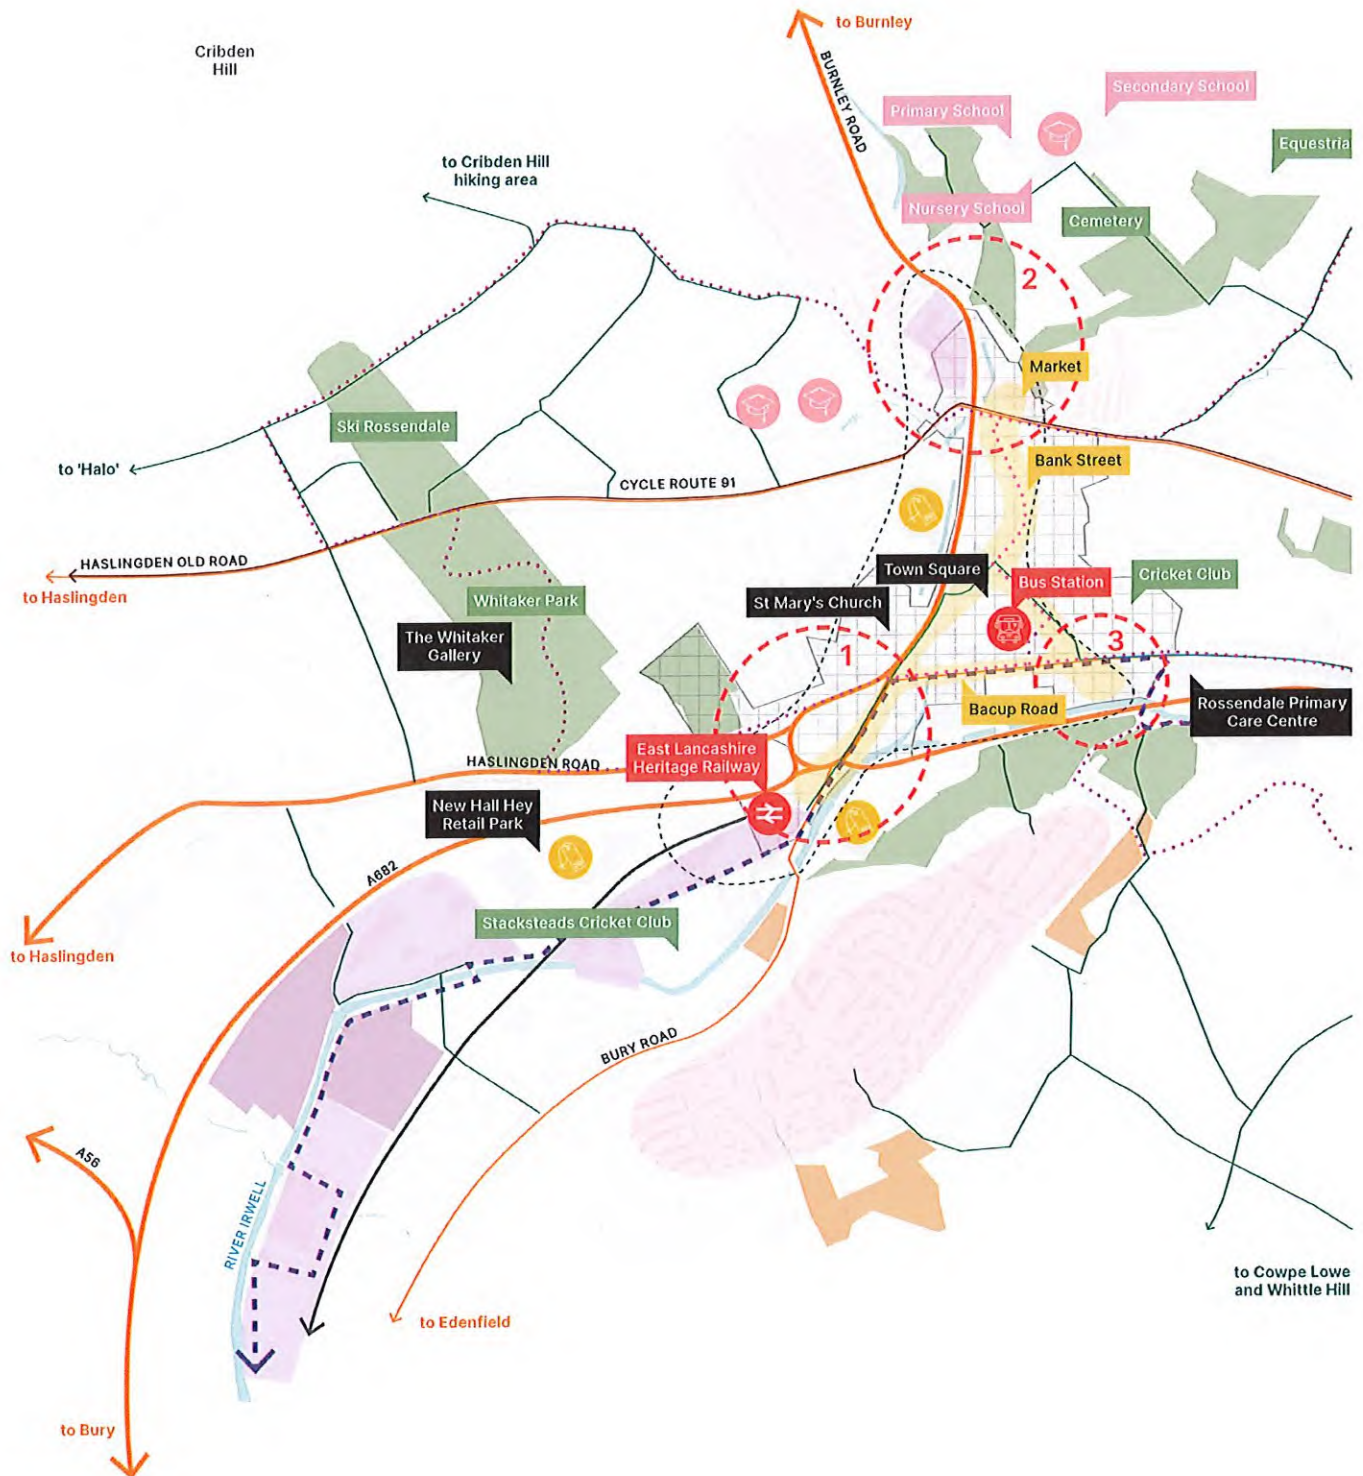 to Burnley
Cribden
Hill
BURNLEY ROAD
Secondary School
Primary School
Equestria
to Cribden Hill
hiking area
Nursery School
Cemetery
2
Market
Ski Rossendale
to 'Halo'
Bank Street
CYCLE ROUTE 91
HASLINGDEN OLD ROAD
to Haslingden
Town Square
Bus Station
Cricket Club
Whitaker Park
St Mary's Church
The Whitaker
Gallery
1
3
Bacup Road
Rossendale Primary
Care Centre
East Lancashire
Heritage Railway
HASLINGDEN ROAD
New Hall Hey
Retail Park
A682
Stacksteads Cricket Club
to Haslingden
BURY ROAD
A56
RIVER IRWELL
to Cowpe Lowe
and Whittle Hill
to Edenfield
to Bury